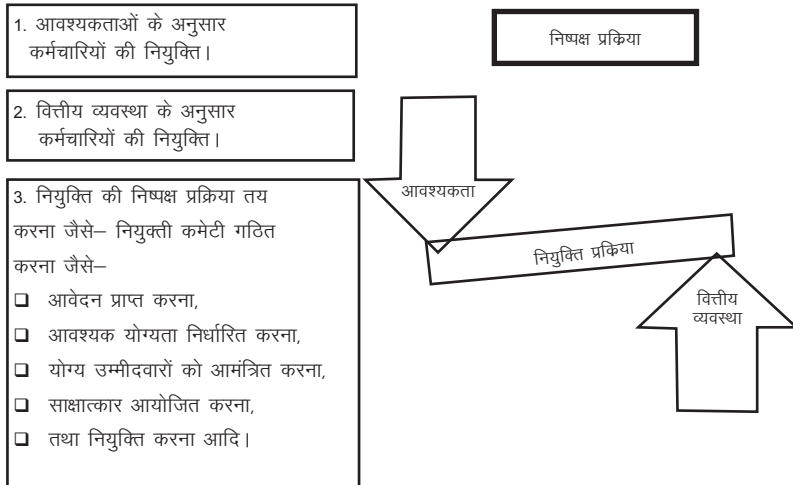 1. आवश्यकताओं के अनुसार
कर्मचारियों की नियुक्ति।
2. वित्तीय व्यवस्था के अनुसार
कर्मचारियों की नियुक्ति।
3. नियुक्ति की निष्पक्ष प्रक्रिया तय
करना जैसे– नियुक्ती कमेटी गठित
करना जैसे–
❑ आवेदन प्राप्त करना,
❑ आवश्यक योग्यता निर्धारित करना,
❑ योग्य उम्मीदवारों को आमंत्रित करना,
❑ साक्षात्कार आयोजित करना,
❑ तथा नियुक्ति करना आदि।
निष्पक्ष प्रक्रिया
आवश्यकता
नियुक्ति प्रक्रिया
वित्तीय
व्यवस्था